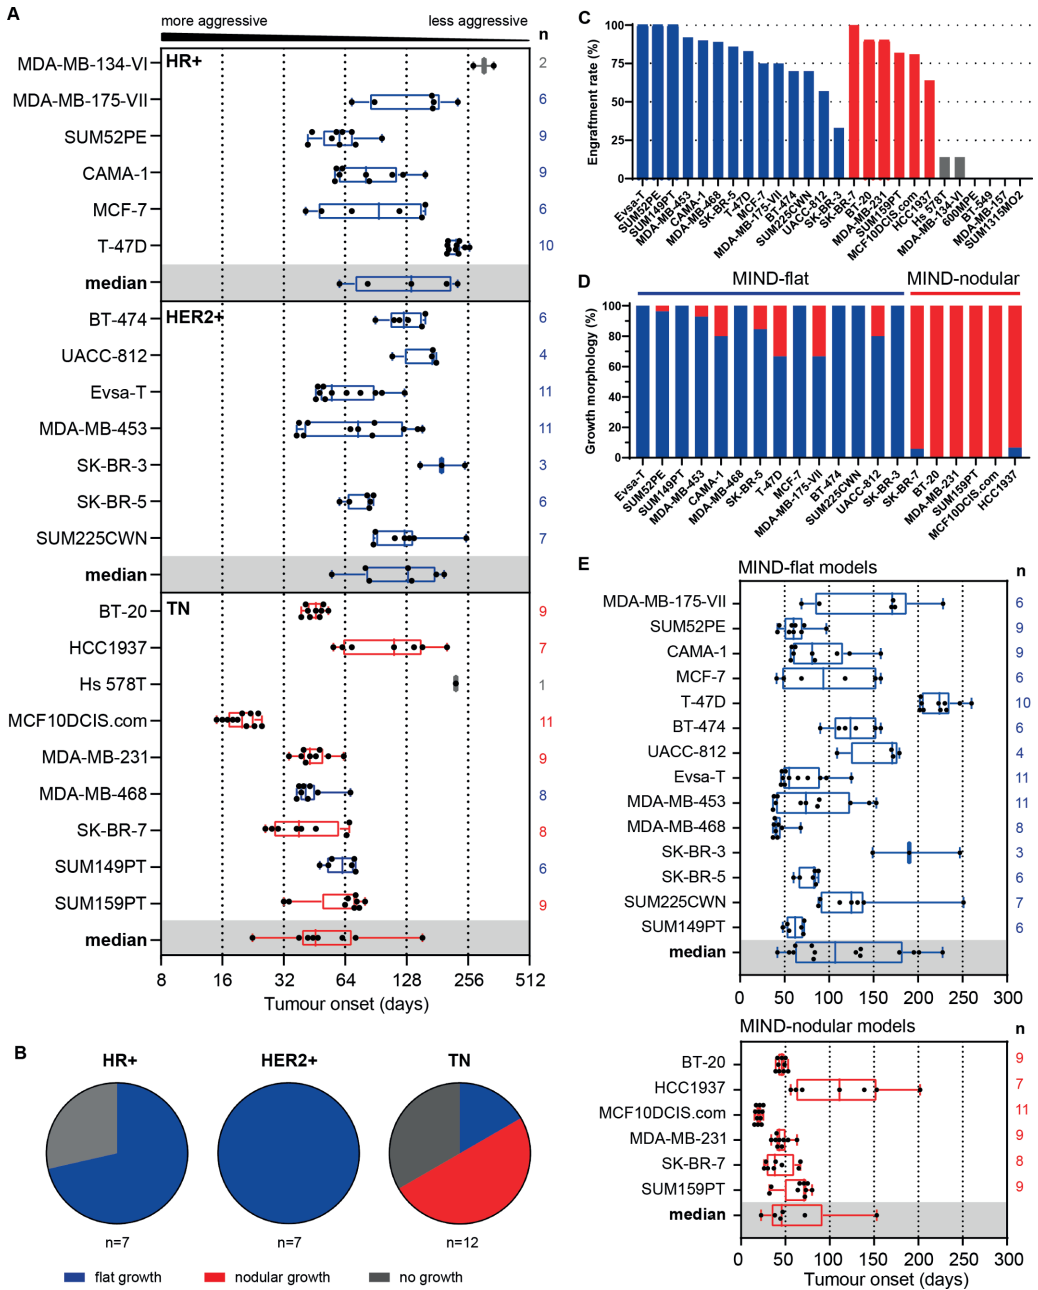 A
more aggressive
less aggressive
n
HR+
MDA-MB-134-VI 2
MDA-MB-175-VII 6
SUM52PE 9
CAMA-1 9
MCF-7 6
T-47D 10
median
HER2+
BT-474 6
UACC-812 4
Evsa-T 11
MDA-MB-453 11
SK-BR-3 3
SK-BR-5 6
SUM225CWN 7
median
TN
BT-20 9
HCC1937 7
Hs 578T 1
MCF10DCIS.com 11
MDA-MB-231 9
MDA-MB-468 8
SK-BR-7 8
SUM149PT 6
SUM159PT 9
median
8 16 32 64 128 256 512
Tumour onset (days)
B
HR+ HER2+ TN
n=7 n=7 n=12
flat growth nodular growth no growth
C
Engraftment rate (%)
100
75
50
25
0
Evsa-T
SUM52PE
SUM149PT
MDA-MB-453
CAMA-1
MDA-MB-468
SK-BR-5
T-47D
MCF-7
MDA-MB-175-VII
BT-474
SUM225CWN
UACC-812
SK-BR-3
SK-BR-7
BT-20
MDA-MB-231
SUM159PT
MCF10DCIS.com
HCC1937
Hs 578T
MDA-MB-134-VI
600MPE
BT-549
MDA-MB-157
SUM1315MO2
D
MIND-flat MIND-nodular
Growth morphology (%)
100
80
60
40
20
0
Evsa-T
SUM52PE
SUM149PT
MDA-MB-453
CAMA-1
MDA-MB-468
SK-BR-5
T-47D
MCF-7
MDA-MB-175-VII
BT-474
SUM225CWN
UACC-812
SK-BR-3
SK-BR-7
BT-20
MDA-MB-231
SUM159PT
MCF10DCIS.com
HCC1937
E
MIND-flat models
n
MDA-MB-175-VII 6
SUM52PE 9
CAMA-1 9
MCF-7 6
T-47D 10
BT-474 6
UACC-812 4
Evsa-T 11
MDA-MB-453 11
MDA-MB-468 8
SK-BR-3 3
SK-BR-5 6
SUM225CWN 7
SUM149PT 6
median
0 50 100 150 200 250 300
MIND-nodular models
n
BT-20 9
HCC1937 7
MCF10DCIS.com 11
MDA-MB-231 9
SK-BR-7 8
SUM159PT 9
median
0 50 100 150 200 250 300
Tumour onset (days)